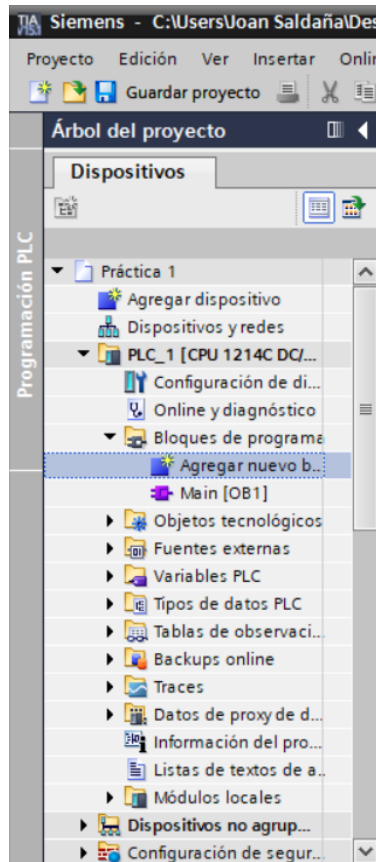 Siemens - C:\Users\Joan Saldaña\Des
Proyecto Edición Ver Insertar Onlin
Guardar proyecto
Árbol del proyecto
Dispositivos
Programación PLC
Práctica 1
Agregar dispositivo
Dispositivos y redes
PLC_1 [CPU 1214C DC/...
Configuración de di...
Online y diagnóstico
Bloques de programa
Agregar nuevo b..
Main [OB1]
Objetos tecnológicos
Fuentes externas
Variables PLC
Tipos de datos PLC
Tablas de observaci...
Backups online
Traces
Datos de proxy de d...
Información del pro...
Listas de textos de a..
Módulos locales
Dispositivos no agrup...
Configuración de segur...